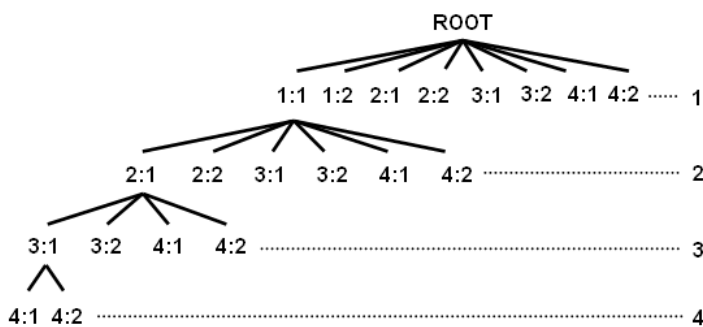 ROOT
1:1 1:2 2:1 2:2 3:1 3:2 4:1 4:2 ...... 1
2:1 2:2 3:1 3:2 4:1 4:2 ...... 2
3:1 3:2 4:1 4:2 ...... 3
4:1 4:2 ...... 4